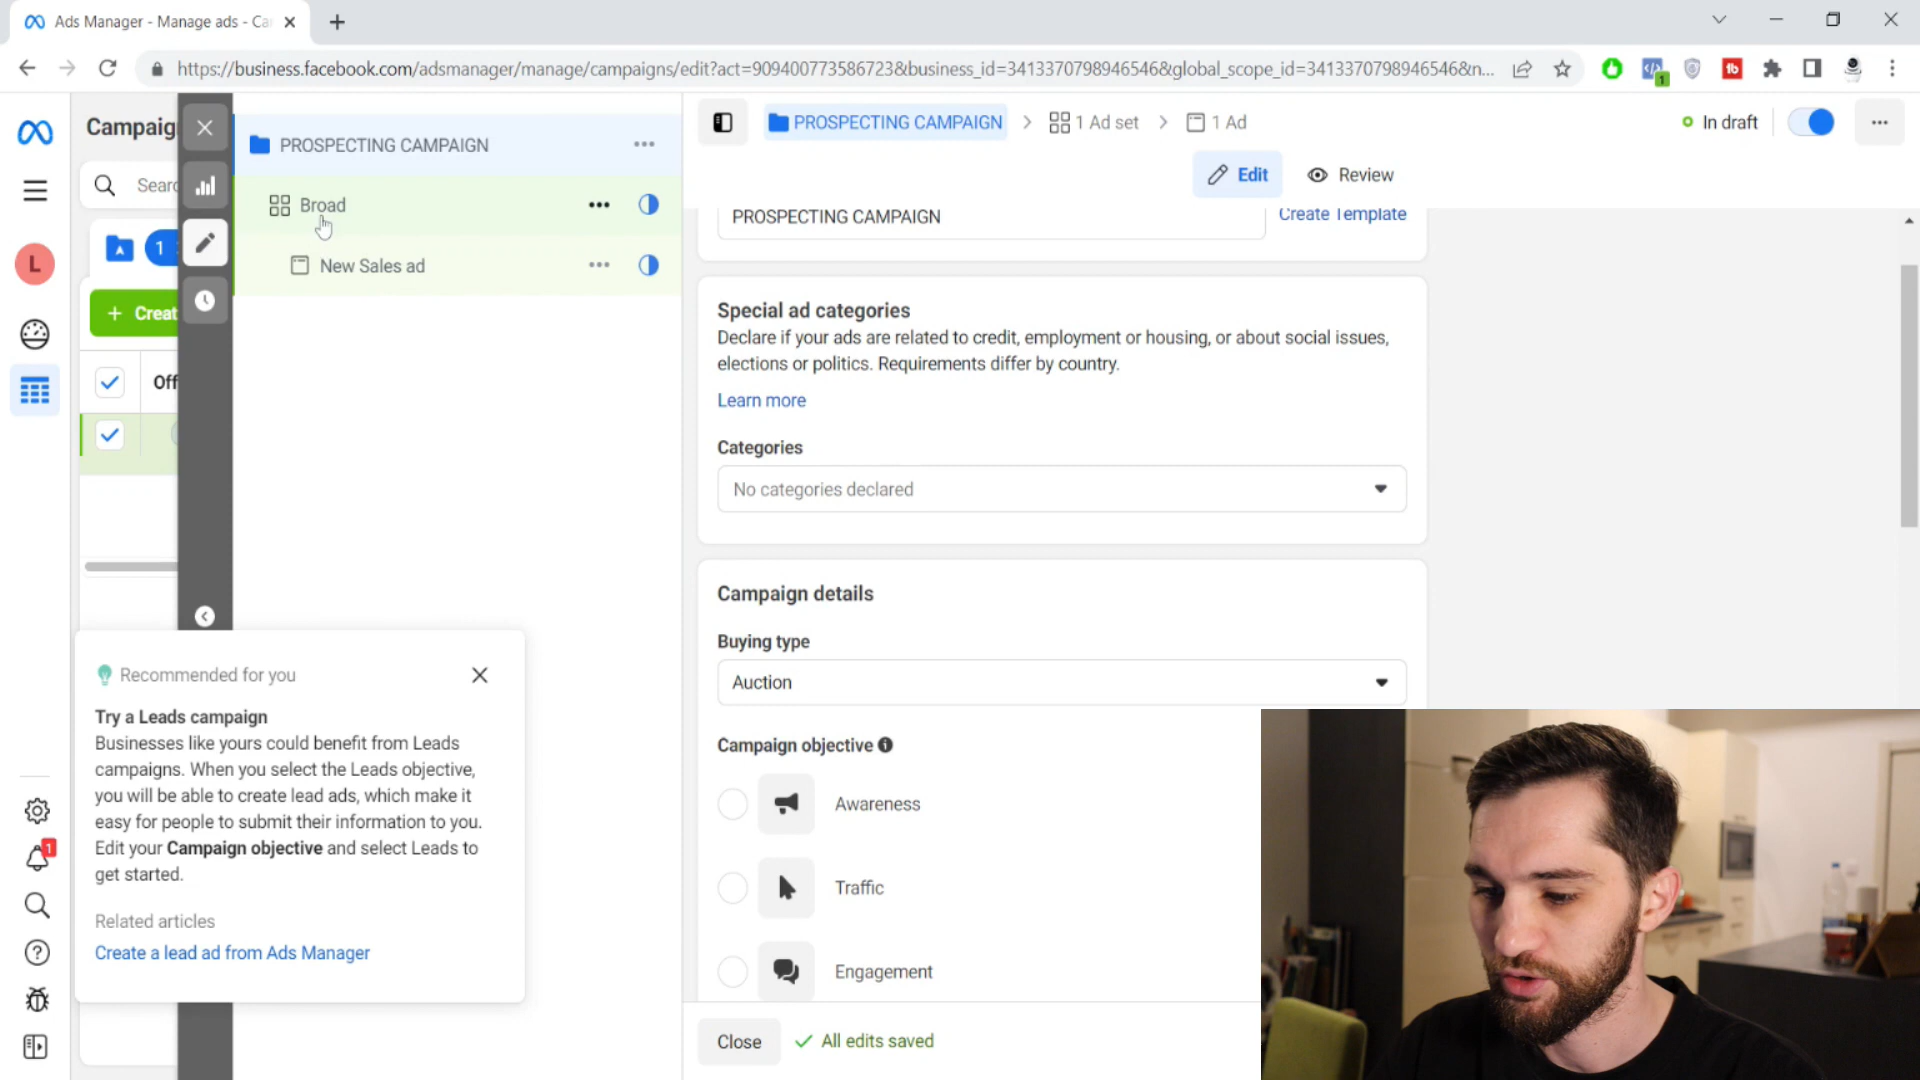 Ads Manager - Manage ads - Ca
https://business.facebook.com/adsmanager/manage/campaigns/edit?act=909400773586723&business_id=3413370798946546&global_scope_id=3413370798946546&n...
1
Campaig
PROSPECTING CAMPAIGN
PROSPECTING CAMPAIGN
1 Ad set
1 Ad
In draft
Edit
Review
Sear
Broad
PROSPECTING CAMPAIGN
Create Template
1
L
New Sales ad
+ Creat
Off
Special ad categories
Declare if your ads are related to credit, employment or housing, or about social issues,
elections or politics. Requirements differ by country.
Learn more
Categories
No categories declared
Campaign details
Buying type
Auction
Campaign objective
Awareness
Traffic
Engagement
Recommended for you
Try a Leads campaign
Businesses like yours could benefit from Leads
campaigns. When you select the Leads objective,
you will be able to create lead ads, which make it
easy for people to submit their information to you.
Edit your Campaign objective and select Leads to
get started.
Related articles
Create a lead ad from Ads Manager
1
Close
All edits saved